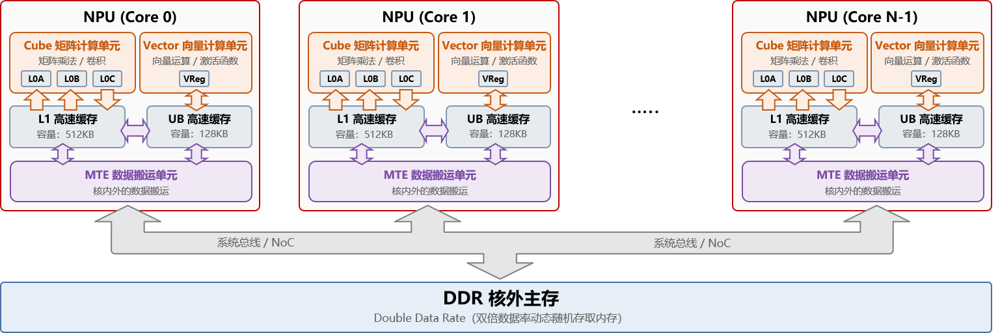 NPU (Core 0)
Cube 矩阵计算单元
矩阵乘法 / 卷积
L0A
L0B
L0C
Vector 向量计算单元
向量运算 / 激活函数
VReg
L1 高速缓存
容量：512KB
UB 高速缓存
容量：128KB
MTE 数据搬运单元
核内外的数据搬运
NPU (Core 1)
Cube 矩阵计算单元
矩阵乘法 / 卷积
L0A
L0B
L0C
Vector 向量计算单元
向量运算 / 激活函数
VReg
L1 高速缓存
容量：512KB
UB 高速缓存
容量：128KB
MTE 数据搬运单元
核内外的数据搬运
.....
NPU (Core N-1)
Cube 矩阵计算单元
矩阵乘法 / 卷积
L0A
L0B
L0C
Vector 向量计算单元
向量运算 / 激活函数
VReg
L1 高速缓存
容量：512KB
UB 高速缓存
容量：128KB
MTE 数据搬运单元
核内外的数据搬运
系统总线 / NoC
系统总线 / NoC
DDR 核外主存
Double Data Rate（双倍数据率动态随机存取内存）